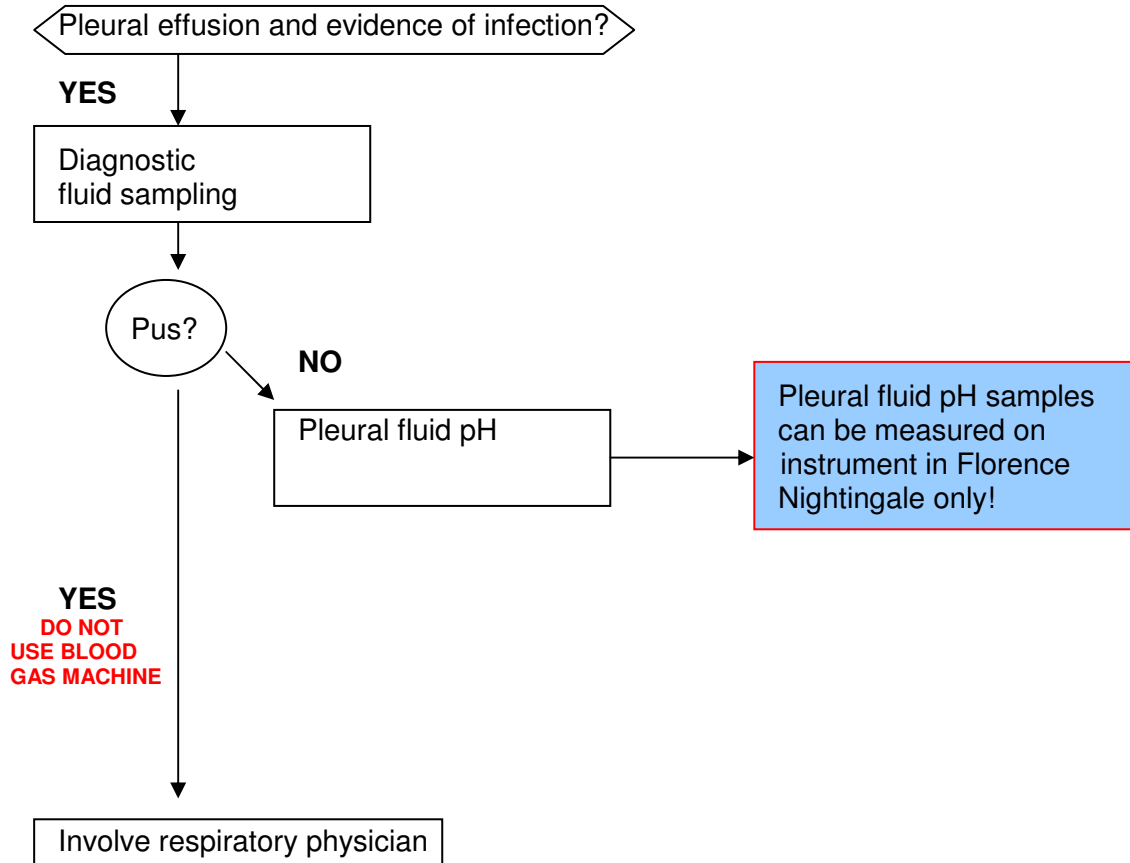 Pleural effusion and evidence of infection?
YES
Diagnostic
fluid sampling
Pus?
NO
Pleural fluid pH
Pleural fluid pH samples
can be measured on
instrument in Florence
Nightingale only!
YES
DO NOT
USE BLOOD
GAS MACHINE
Involve respiratory physician